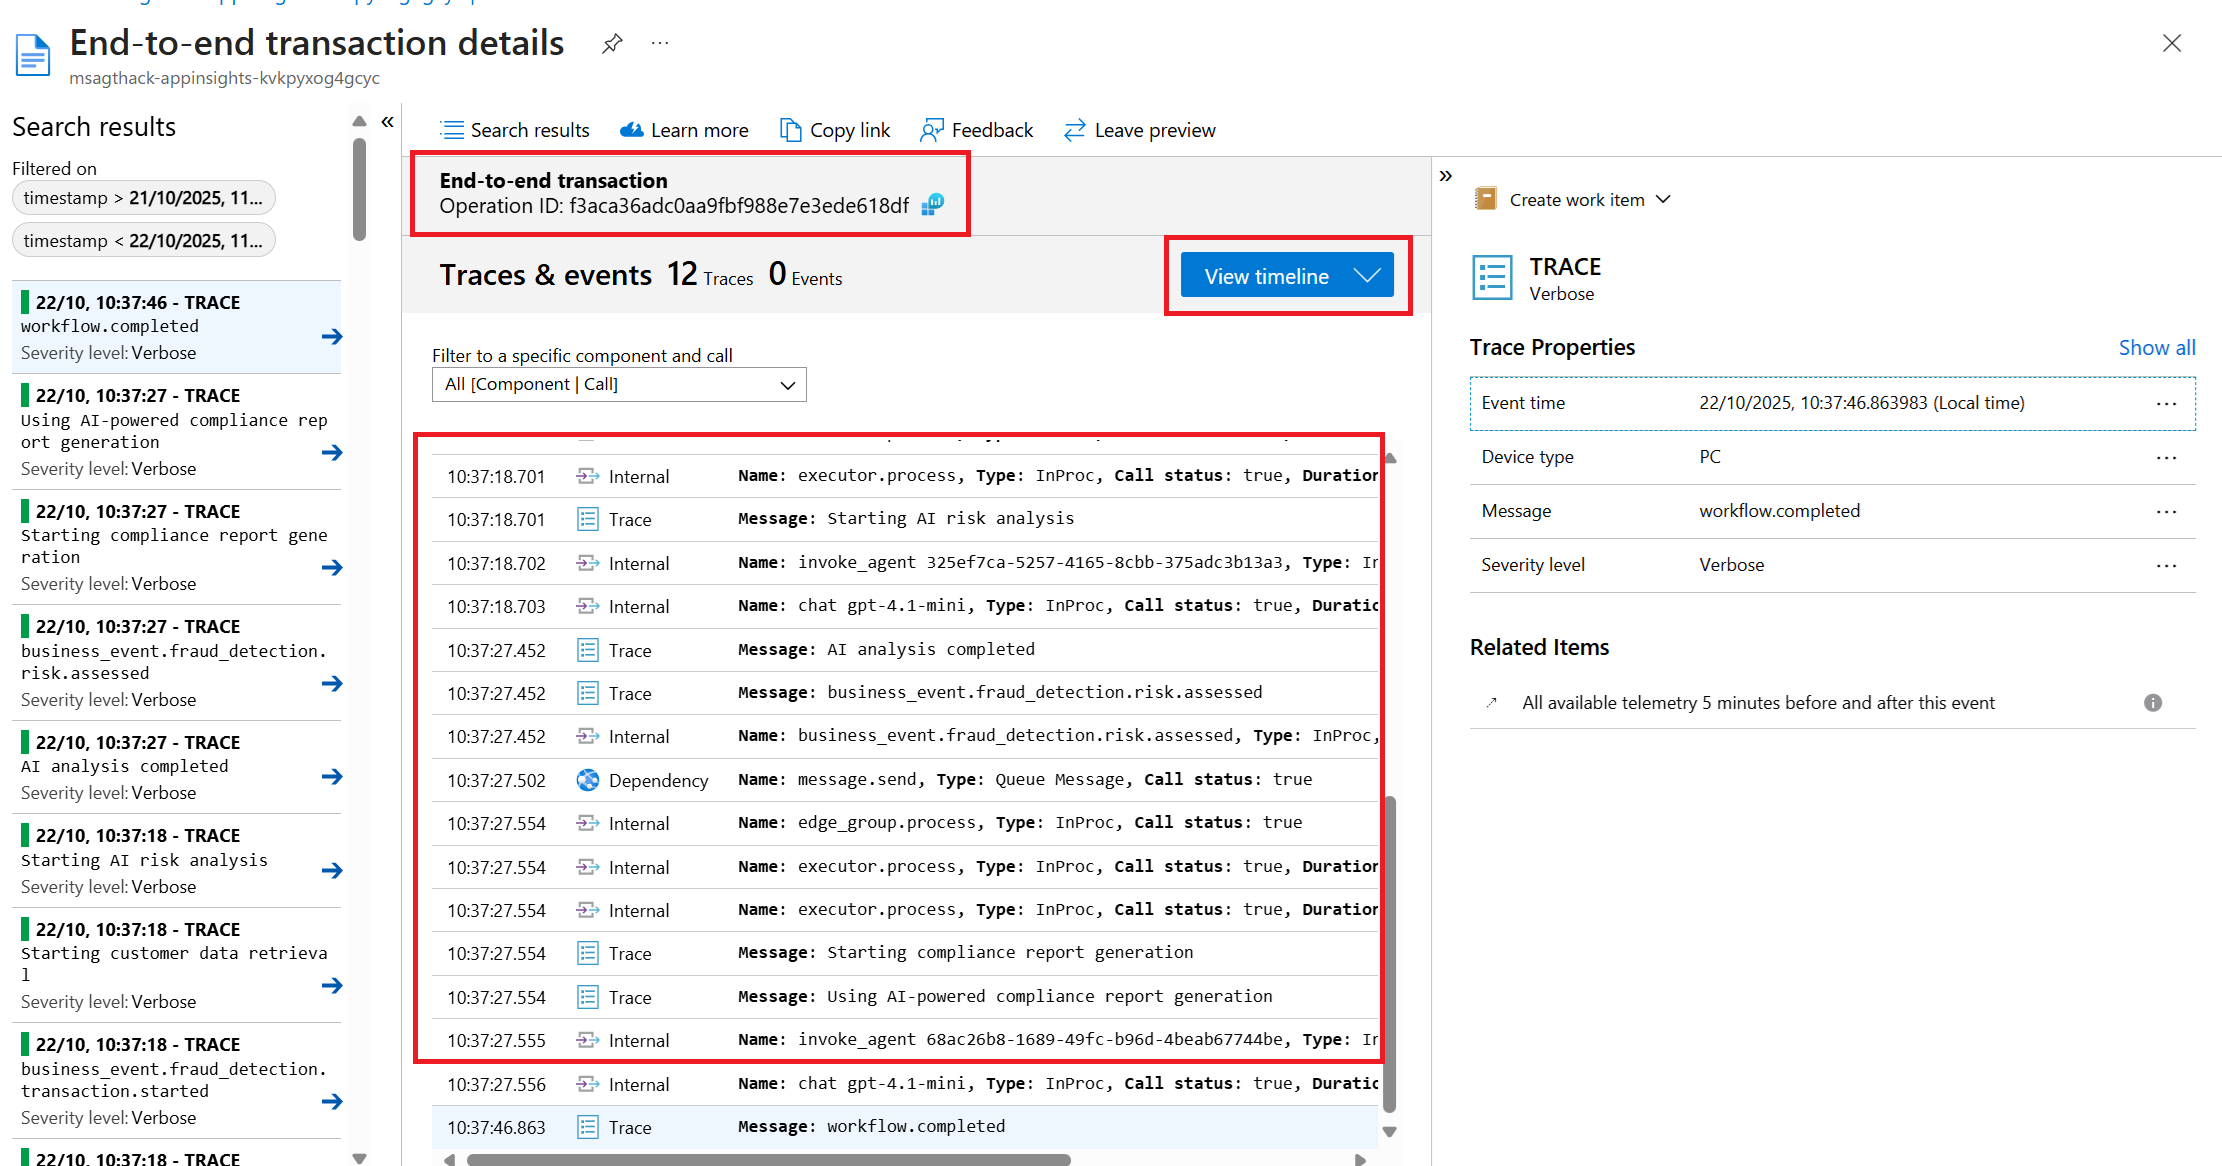 End-to-end transaction details
...
msagthack-appinsights-kvkpyxog4gcyc
Search results
«
Filtered on
timestamp > 21/10/2025, 11...
timestamp < 22/10/2025, 11...
22/10, 10:37:46 - TRACE
workflow.completed
Severity level: Verbose
22/10, 10:37:27 - TRACE
Using AI-powered compliance rep
ort generation
Severity level: Verbose
22/10, 10:37:27 - TRACE
Starting compliance report gene
ration
Severity level: Verbose
22/10, 10:37:27 - TRACE
business_event.fraud_detection.
risk.assessed
Severity level: Verbose
22/10, 10:37:27 - TRACE
AI analysis completed
Severity level: Verbose
22/10, 10:37:18 - TRACE
Starting AI risk analysis
Severity level: Verbose
22/10, 10:37:18 - TRACE
Starting customer data retrieva
l
Severity level: Verbose
22/10, 10:37:18 - TRACE
business_event.fraud_detection.
transaction.started
Severity level: Verbose
22/10, 10:37:18 - TRACE
Search results Learn more Copy link Feedback Leave preview
End-to-end transaction
Operation ID: f3aca36adc0aa9fbf988e7e3ede618df
Traces & events 12 Traces 0 Events
View timeline
Filter to a specific component and call
All [Component | Call]
10:37:18.701 Internal Name: executor.process, Type: InProc, Call status: true, Duration
10:37:18.701 Trace Message: Starting AI risk analysis
10:37:18.702 Internal Name: invoke_agent 325ef7ca-5257-4165-8cbb-375adc3b13a3, Type: In
10:37:18.703 Internal Name: chat gpt-4.1-mini, Type: InProc, Call status: true, Duratio
10:37:27.452 Trace Message: AI analysis completed
10:37:27.452 Trace Message: business_event.fraud_detection.risk.assessed
10:37:27.452 Internal Name: business_event.fraud_detection.risk.assessed, Type: InProc,
10:37:27.502 Dependency Name: message.send, Type: Queue Message, Call status: true
10:37:27.554 Internal Name: edge_group.process, Type: InProc, Call status: true
10:37:27.554 Internal Name: executor.process, Type: InProc, Call status: true, Duration
10:37:27.554 Internal Name: executor.process, Type: InProc, Call status: true, Duration
10:37:27.554 Trace Message: Starting compliance report generation
10:37:27.554 Trace Message: Using AI-powered compliance report generation
10:37:27.555 Internal Name: invoke_agent 68ac26b8-1689-49fc-b96d-4beab67744be, Type: In
10:37:27.556 Internal Name: chat gpt-4.1-mini, Type: InProc, Call status: true, Duratio
10:37:46.863 Trace Message: workflow.completed
»
Create work item
TRACE
Verbose
Trace Properties Show all
Event time 22/10/2025, 10:37:46.863983 (Local time) ...
Device type PC ...
Message workflow.completed ...
Severity level Verbose ...
Related Items
All available telemetry 5 minutes before and after this event